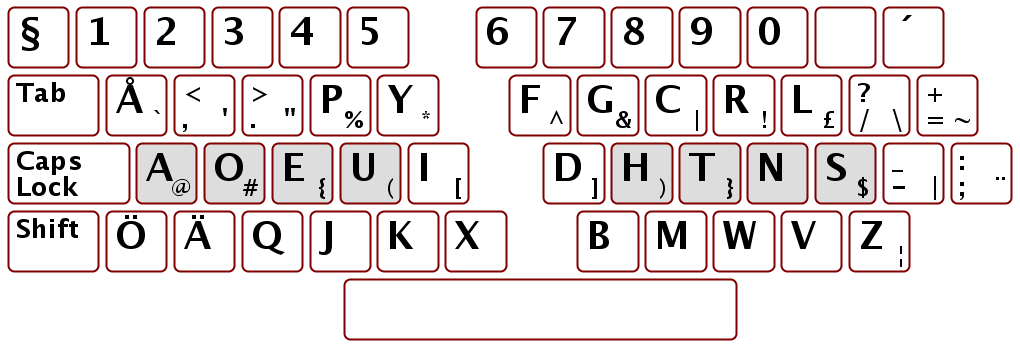 § 1 2 3 4 5 6 7 8 9 0 ´
Tab Å ` < , ' > . " P % Y * F ^ G & C | R ! L £ ? / \ + = ~
Caps Lock A @ O # E { U ( I [ D ] H ) T } N S $ _ – | : ; ¨
Shift Ö Ä Q J K X B M W V Z ¦